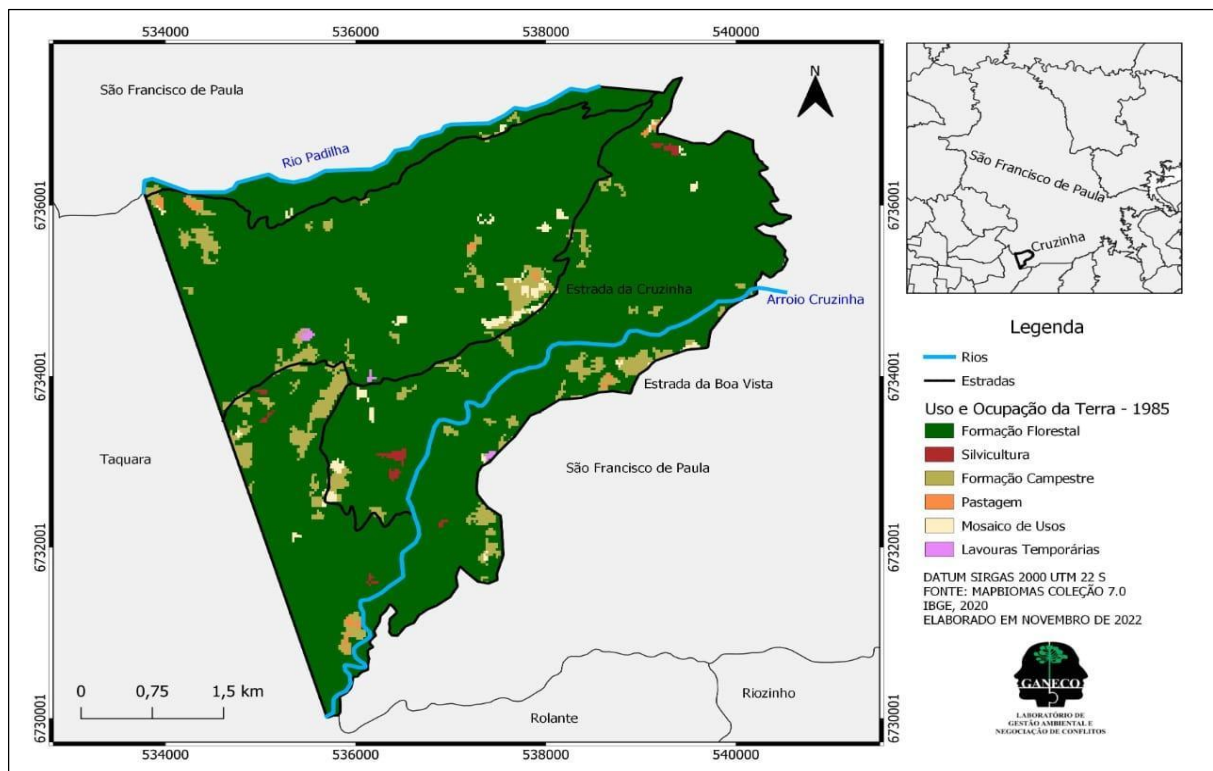 534000
536000
538000
540000
São Francisco de Paula
N
Rio Padilha
6736001
6736001
Estrada da Cruzinha
Arroio Cruzinha
6734001
6734001
Estrada da Boa Vista
Taquara
São Francisco de Paula
6732001
6732001
0
0,75
1,5 km
Riozinho
Rolante
6730001
6730001
534000
536000
538000
540000
São Francisco de Paula
Cruzinha
Legenda
Rios
Estradas
Uso e Ocupação da Terra - 1985
Formação Florestal
Silvicultura
Formação Campestre
Pastagem
Mosaico de Usos
Lavouras Temporárias
DATUM SIRGAS 2000 UTM 22 S
FONTE: MAPBIOMAS COLEÇÃO 7.0
IBGE, 2020
ELABORADO EM NOVEMBRO DE 2022
GANECO
LABORATÓRIO DE
GESTÃO AMBIENTAL E
NEGOCIAÇÃO DE CONFLITOS